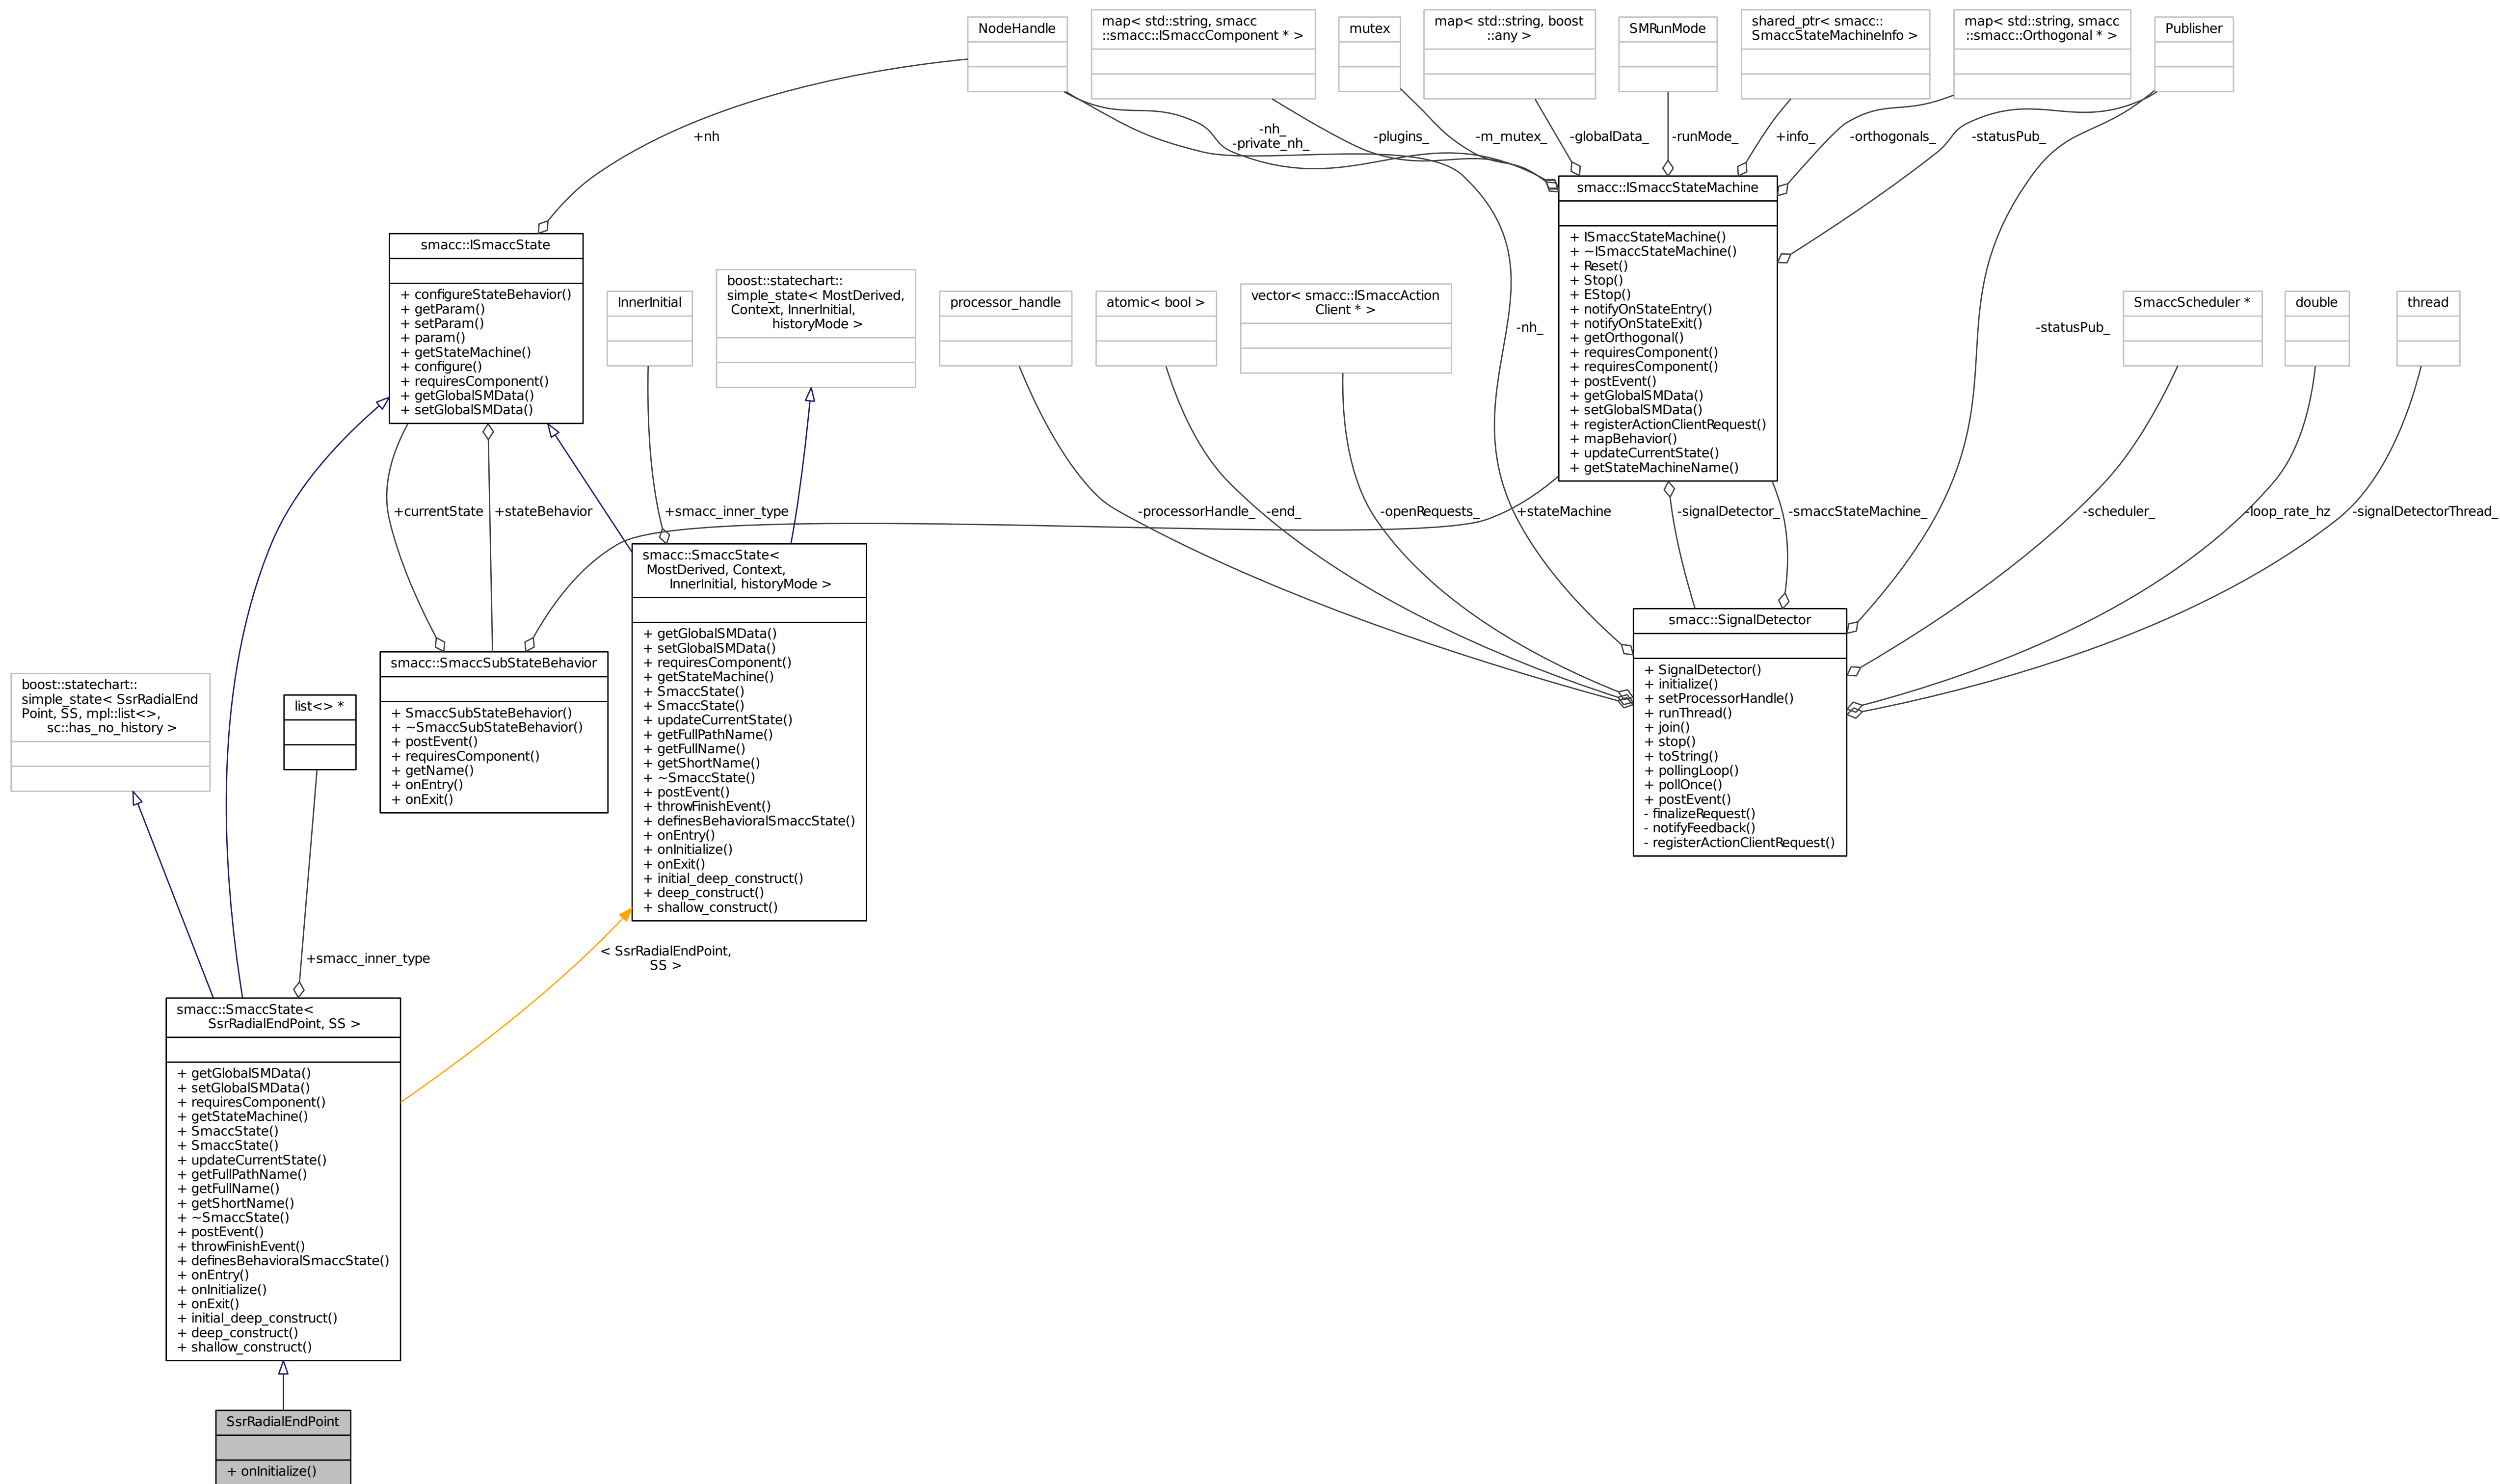 NodeHandle
map< std::string, smacc
::smacc::ISmaccComponent * >
mutex
map< std::string, boost
::any >
SMRunMode
shared_ptr< smacc::
SmaccStateMachineInfo >
map< std::string, smacc
::smacc::Orthogonal * >
Publisher
+nh
-nh_
-private_nh_
-plugins_
-m_mutex_
-globalData_
-runMode_
+info_
-orthogonals_
-statusPub_
smacc::ISmaccStateMachine
+ ISmaccStateMachine()
+ ~ISmaccStateMachine()
+ Reset()
+ Stop()
+ EStop()
+ notifyOnStateEntry()
+ notifyOnStateExit()
+ getOrthogonal()
+ requiresComponent()
+ requiresComponent()
+ postEvent()
+ getGlobalSMData()
+ setGlobalSMData()
+ registerActionClientRequest()
+ mapBehavior()
+ updateCurrentState()
+ getStateMachineName()
smacc::ISmaccState
+ configureStateBehavior()
+ getParam()
+ setParam()
+ param()
+ getStateMachine()
+ configure()
+ requiresComponent()
+ getGlobalSMData()
+ setGlobalSMData()
InnerInitial
boost::statechart::
simple_state< MostDerived,
Context, InnerInitial,
historyMode >
processor_handle
atomic< bool >
vector< smacc::ISmaccAction
Client * >
-nh_
-statusPub_
SmaccScheduler *
double
thread
+currentState
+stateBehavior
+smacc_inner_type
-processorHandle_
-end_
-openRequests_
+stateMachine
-signalDetector_
-smaccStateMachine_
-scheduler_
-loop_rate_hz
-signalDetectorThread_
smacc::SmaccState<
MostDerived, Context,
InnerInitial, historyMode >
+ getGlobalSMData()
+ setGlobalSMData()
+ requiresComponent()
+ getStateMachine()
+ SmaccState()
+ SmaccState()
+ updateCurrentState()
+ getFullPathName()
+ getFullName()
+ getShortName()
+ ~SmaccState()
+ postEvent()
+ throwFinishEvent()
+ definesBehavioralSmaccState()
+ onEntry()
+ onInitialize()
+ onExit()
+ initial_deep_construct()
+ deep_construct()
+ shallow_construct()
smacc::SignalDetector
+ SignalDetector()
+ initialize()
+ setProcessorHandle()
+ runThread()
+ join()
+ stop()
+ toString()
+ pollingLoop()
+ pollOnce()
+ postEvent()
- finalizeRequest()
- notifyFeedback()
- registerActionClientRequest()
boost::statechart::
simple_state< SsrRadialEnd
Point, SS, mpl::list<>,
sc::has_no_history >
list<> *
smacc::SmaccSubStateBehavior
+ SmaccSubStateBehavior()
+ ~SmaccSubStateBehavior()
+ postEvent()
+ requiresComponent()
+ getName()
+ onEntry()
+ onExit()
+smacc_inner_type
< SsrRadialEndPoint,
SS >
smacc::SmaccState<
SsrRadialEndPoint, SS >
+ getGlobalSMData()
+ setGlobalSMData()
+ requiresComponent()
+ getStateMachine()
+ SmaccState()
+ SmaccState()
+ updateCurrentState()
+ getFullPathName()
+ getFullName()
+ getShortName()
+ ~SmaccState()
+ postEvent()
+ throwFinishEvent()
+ definesBehavioralSmaccState()
+ onEntry()
+ onInitialize()
+ onExit()
+ initial_deep_construct()
+ deep_construct()
+ shallow_construct()
SsrRadialEndPoint
+ onInitialize()